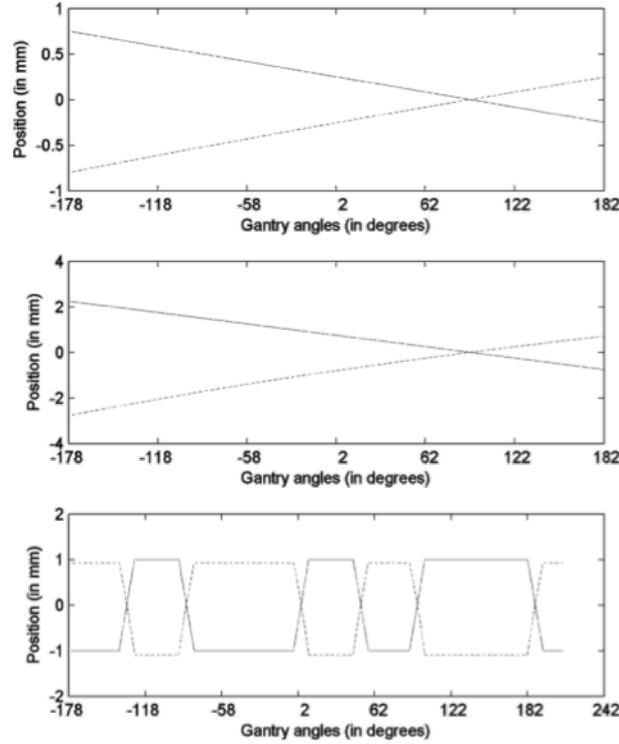 1
0.5
0
-0.5
-1
Position (in mm)
-178 -118 -58 2 62 122 182
Gantry angles (in degrees)
4
2
0
-2
-4
Position (in mm)
-178 -118 -58 2 62 122 182
Gantry angles (in degrees)
2
1
0
-1
-2
Position (in mm)
-178 -118 -58 2 62 122 182 242
Gantry angles (in degrees)